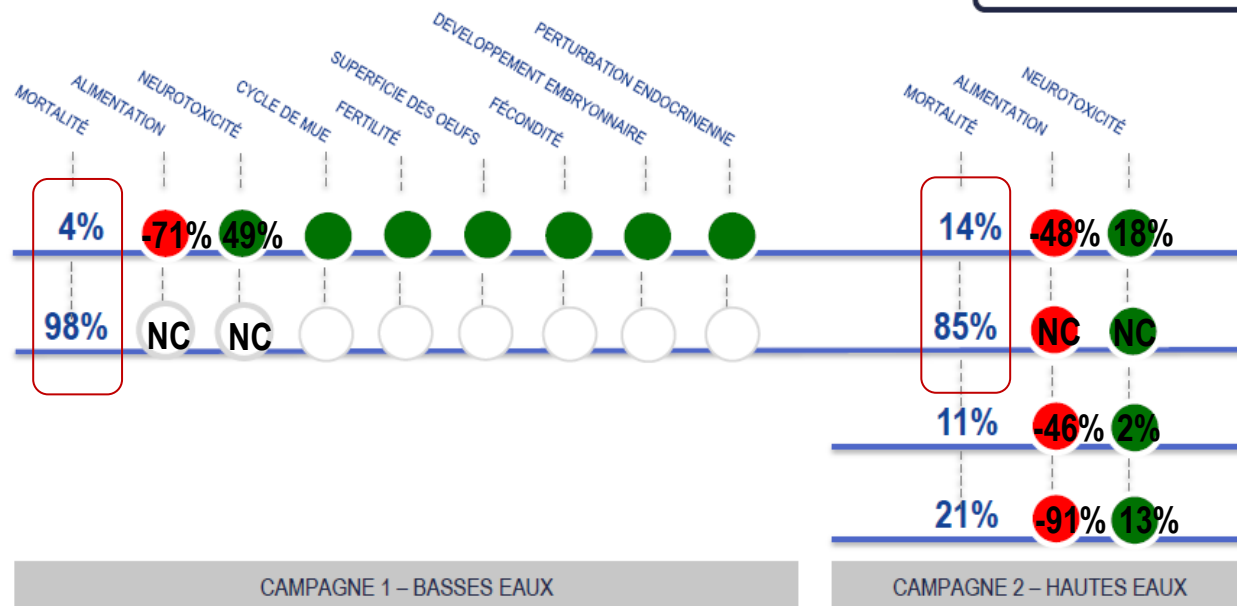 MORTALITÉ
ALIMENTATION
NEUROTOXICITÉ
CYCLE DE MUE
FERTILITÉ
SUPERFICIE DES OEUFS
FÉCONDITÉ
DEVELOPPEMENT EMBRYONNAIRE
PERTURBATION ENDOCRINENNE
MORTALITÉ
ALIMENTATION
NEUROTOXICITÉ
4% -71% 49% 14% -48% 18%
98% NC NC 85% NC NC
11% -46% 2%
21% -91% 13%
CAMPAGNE 1 – BASSES EAUX
CAMPAGNE 2 – HAUTES EAUX